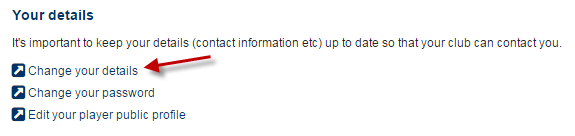 Your details
It's important to keep your details (contact information etc) up to date so that your club can contact you.
Change your details
Change your password
Edit your player public profile